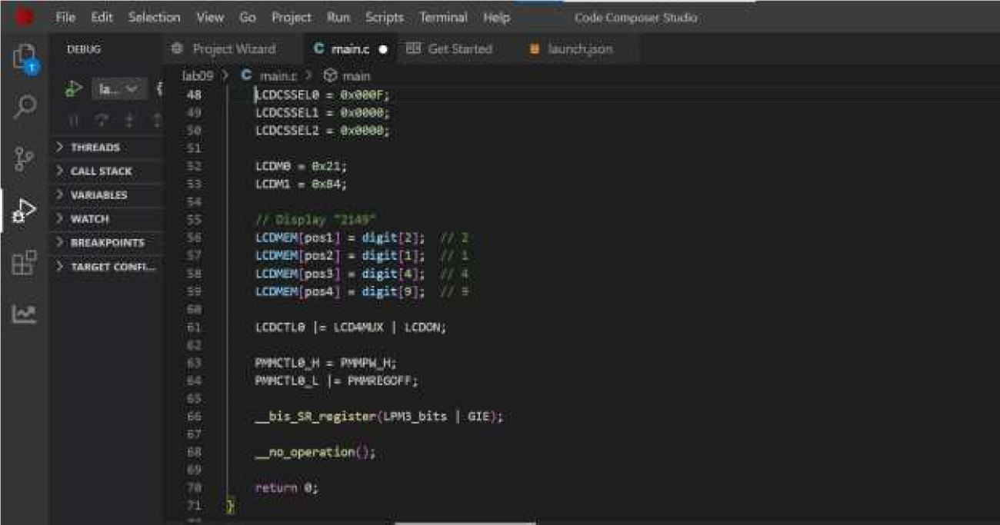 File Edit Selection View Go Project Run Scripts Terminal Help Code Composer Studio
DEBUG
Project Wizard
C main.c
Get Started
launch.json
1
la...
lab09 > C main.c > main
THREADS
CALL STACK
VARIABLES
WATCH
BREAKPOINTS
TARGET CONFI...
48 LCDCSSEL0 = 0x000F;
49 LCDCSSEL1 = 0x0000;
50 LCDCSSEL2 = 0x0000;
51
52 LCDM0 = 0x21;
53 LCDM1 = 0x84;
54
55 // Display "2149"
56 LCDMEM[pos1] = digit[2]; // 2
57 LCDMEM[pos2] = digit[1]; // 1
58 LCDMEM[pos3] = digit[4]; // 4
59 LCDMEM[pos4] = digit[9]; // 9
60
61 LCDCTL0 |= LCD4MUX | LCDON;
62
63 PMMCTL0_H = PMMPW_H;
64 PMMCTL0_L |= PMMREGOFF;
65
66 __bis_SR_register(LPM3_bits | GIE);
67
68 __no_operation();
69
70 return 0;
71 }